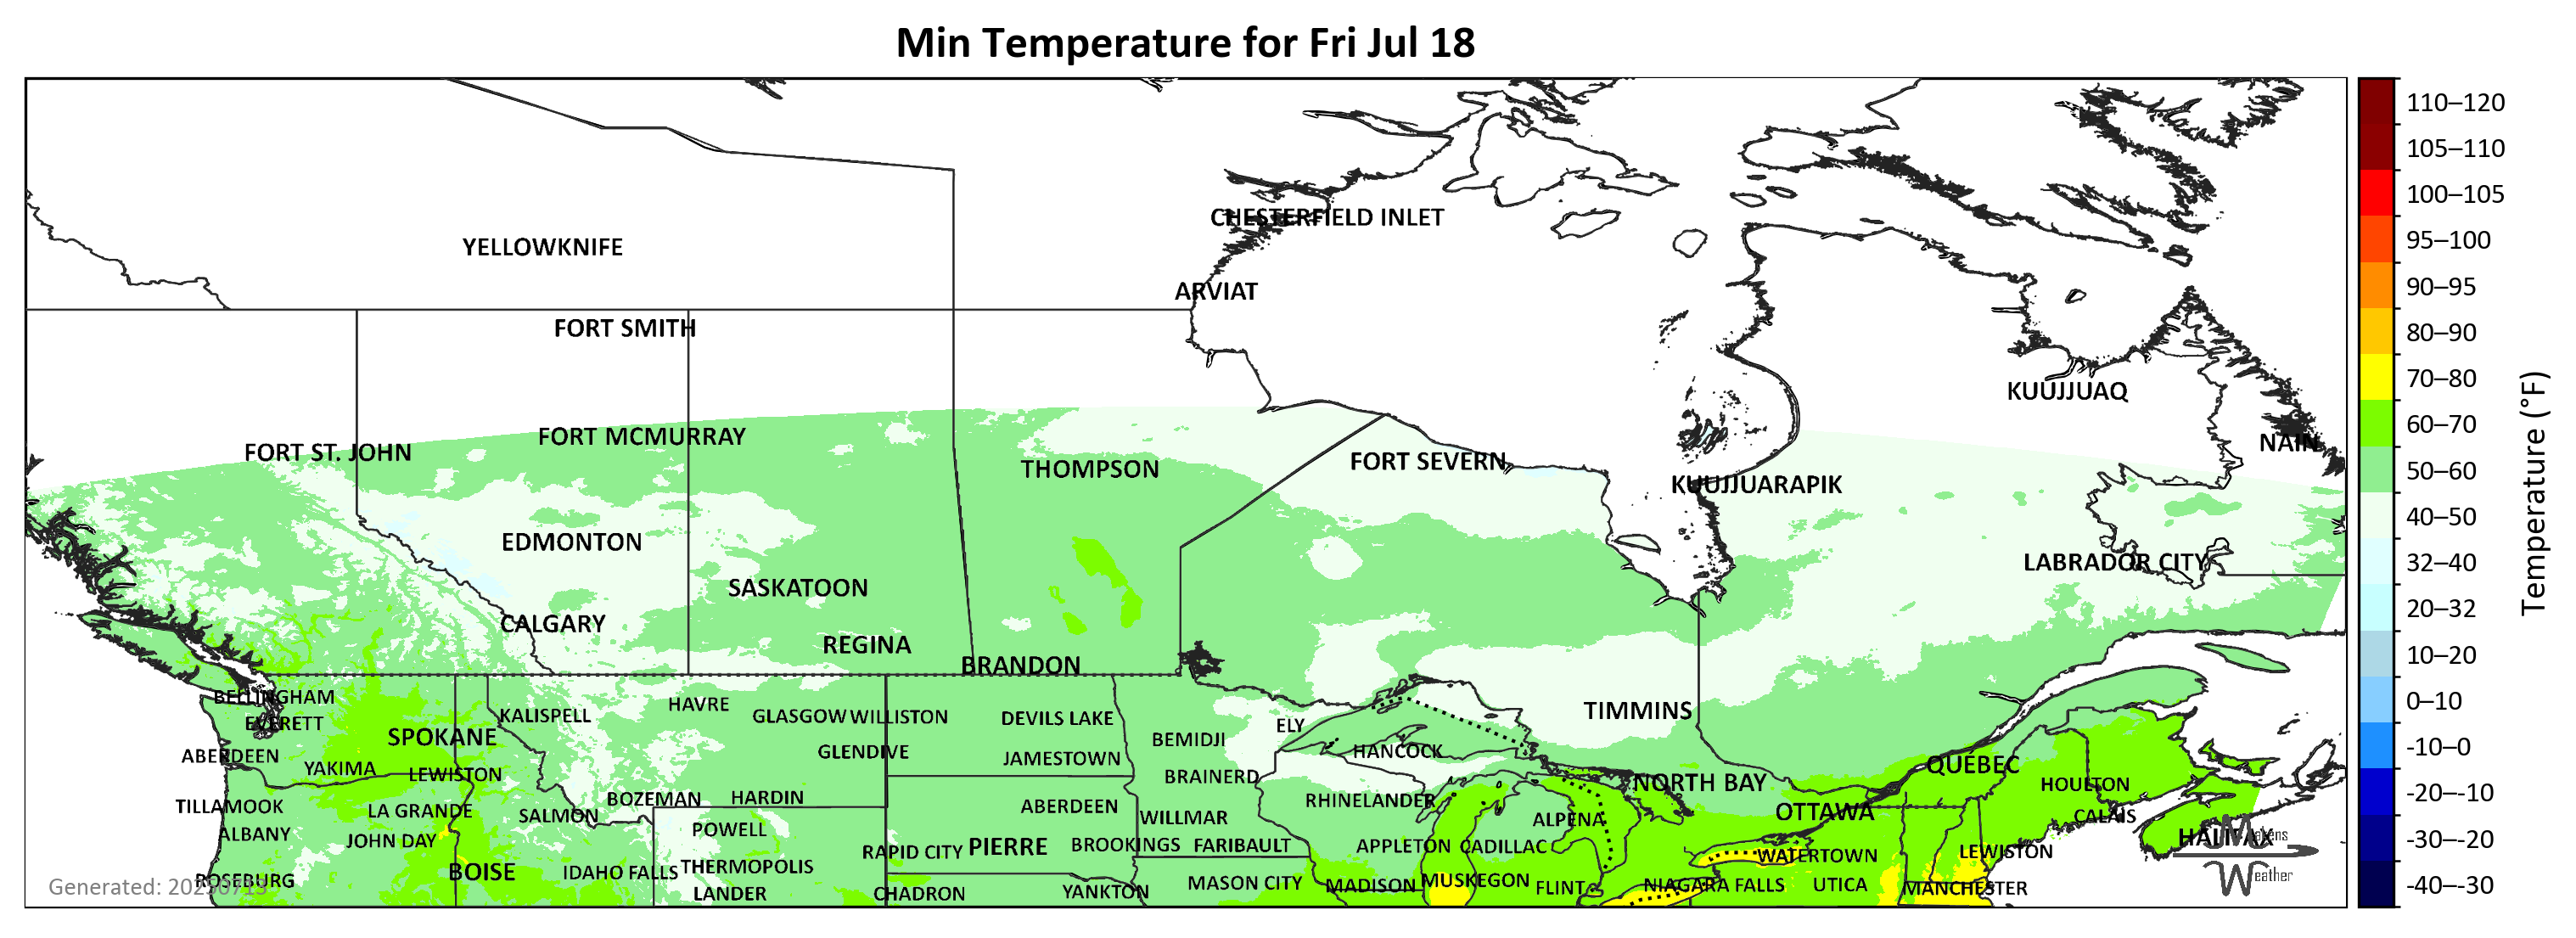 Min Temperature for Fri Jul 18
110–120
105–110
CHESTERFIELD INLET
100–105
YELLOWKNIFE
95–100
ARVIAT
90–95
FORT SMITH
80–90
70–80
KUUJJUAQ
60–70
FORT MCMURRAY
NAIN
FORT ST. JOHN
FORT SEVERN
THOMPSON
50–60
KUUJJUARAPIK
40–50
EDMONTON
LABRADOR CITY
32–40
Temperature (°F)
SASKATOON
20–32
CALGARY
REGINA
10–20
BRANDON
BELLINGHAM
HAVRE
0–10
KALISPELL
GLASGOW
WILLISTON
DEVILS LAKE
TIMMINS
EVERETT
ELY
SPOKANE
BEMIDJI
-10–0
ABERDEEN
GLENDIVE
JAMESTOWN
HANCOCK
QUÉBEC
YAKIMA
LEWISTON
BRAINERD
NORTH BAY
HOULTON
-20–-10
BOZEMAN
HARDIN
RHINELANDER
TILLAMOOK
LA GRANDE
SALMON
ABERDEEN
WILLMAR
ALPENA
OTTAWA
CALAIS
ALBANY
JOHN DAY
POWELL
HALIFAX
Makens
-30–-20
RAPID CITY
PIERRE
BROOKINGS
FARIBAULT
APPLETON
CADILLAC
WATERTOWN
LEWISTON
BOISE
IDAHO FALLS
THERMOPOLIS
Weather
ROSEBURG
Generated: 20250713
LANDER
CHADRON
YANKTON
MASON CITY
MADISON
MUSKEGON
FLINT
NIAGARA FALLS
UTICA
MANCHESTER
-40–-30